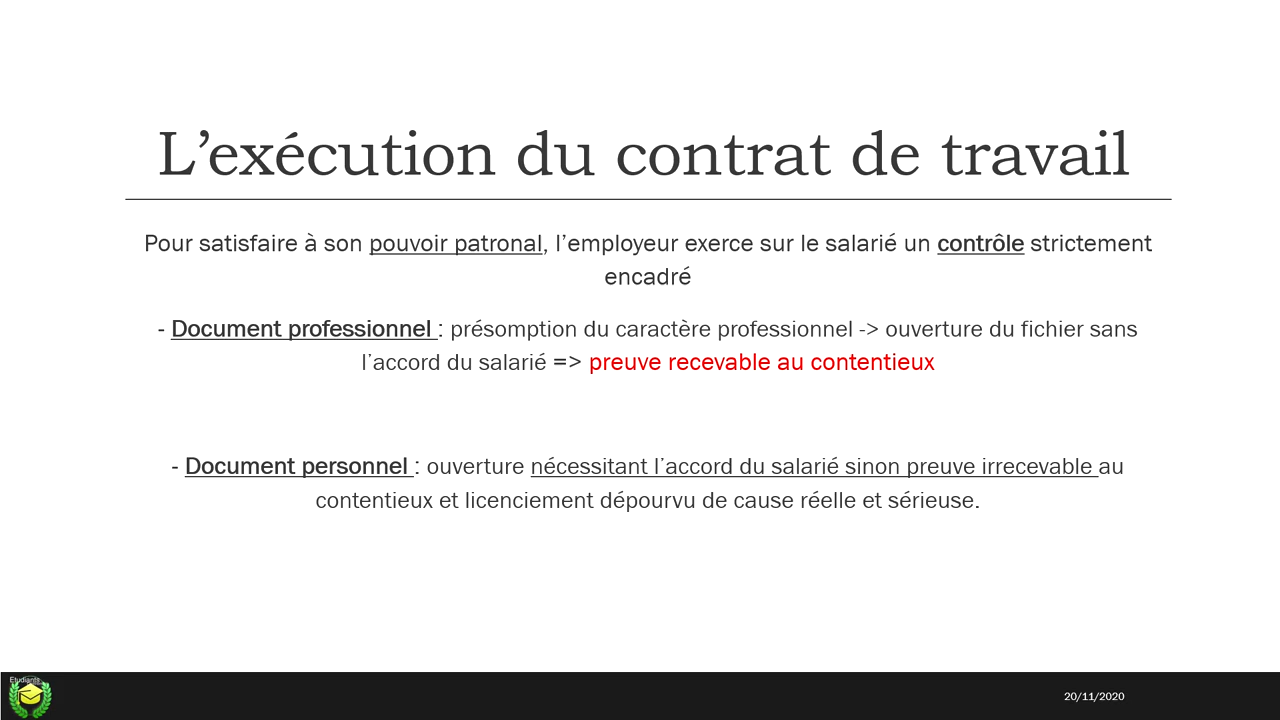 L’exécution du contrat de travail
Pour satisfaire à son pouvoir patronal, l’employeur exerce sur le salarié un contrôle strictement
encadré
- Document professionnel : présomption du caractère professionnel -> ouverture du fichier sans
l’accord du salarié => preuve recevable au contentieux
- Document personnel : ouverture nécessitant l’accord du salarié sinon preuve irrecevable au
contentieux et licenciement dépourvu de cause réelle et sérieuse.
Etudiants
20/11/2020